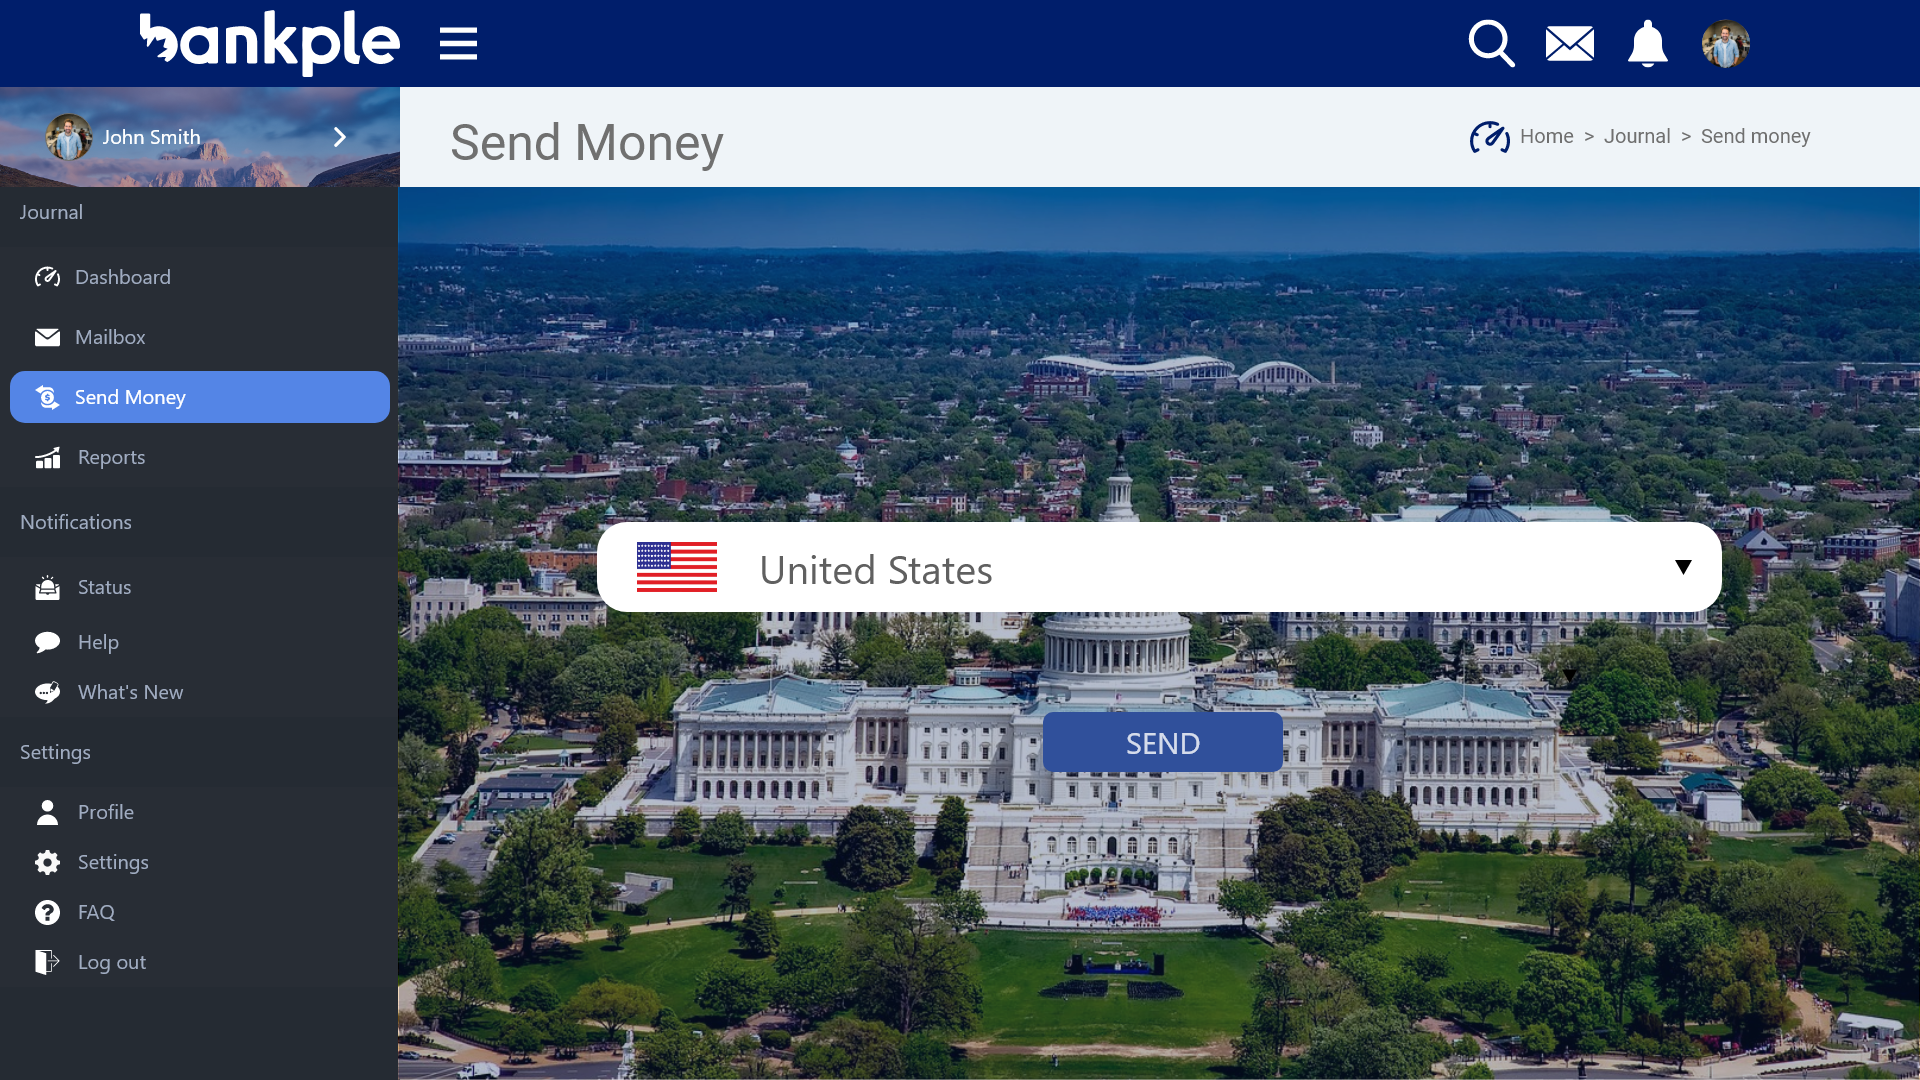 bankple
John Smith
Send Money
Home > Journal > Send money
Journal
Dashboard
Mailbox
Send Money
Reports
Notifications
Status
Help
What's New
Settings
Profile
Settings
FAQ
Log out
United States
SEND